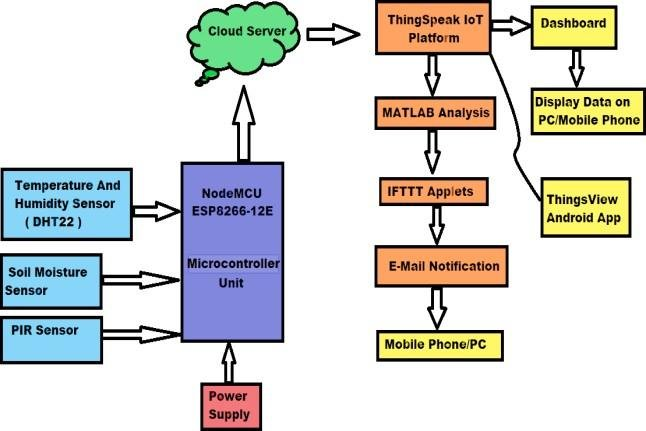 Cloud Server
ThingSpeak IoT
Platform
Dashboard
Display Data on
PC/Mobile Phone
MATLAB Analysis
IFTTT Applets
ThingsView
Android App
E-Mail Notification
Mobile Phone/PC
Temperature And
Humidity Sensor
( DHT22 )
Soil Moisture
Sensor
PIR Sensor
NodeMCU
ESP8266-12E
Microcontroller
Unit
Power
Supply